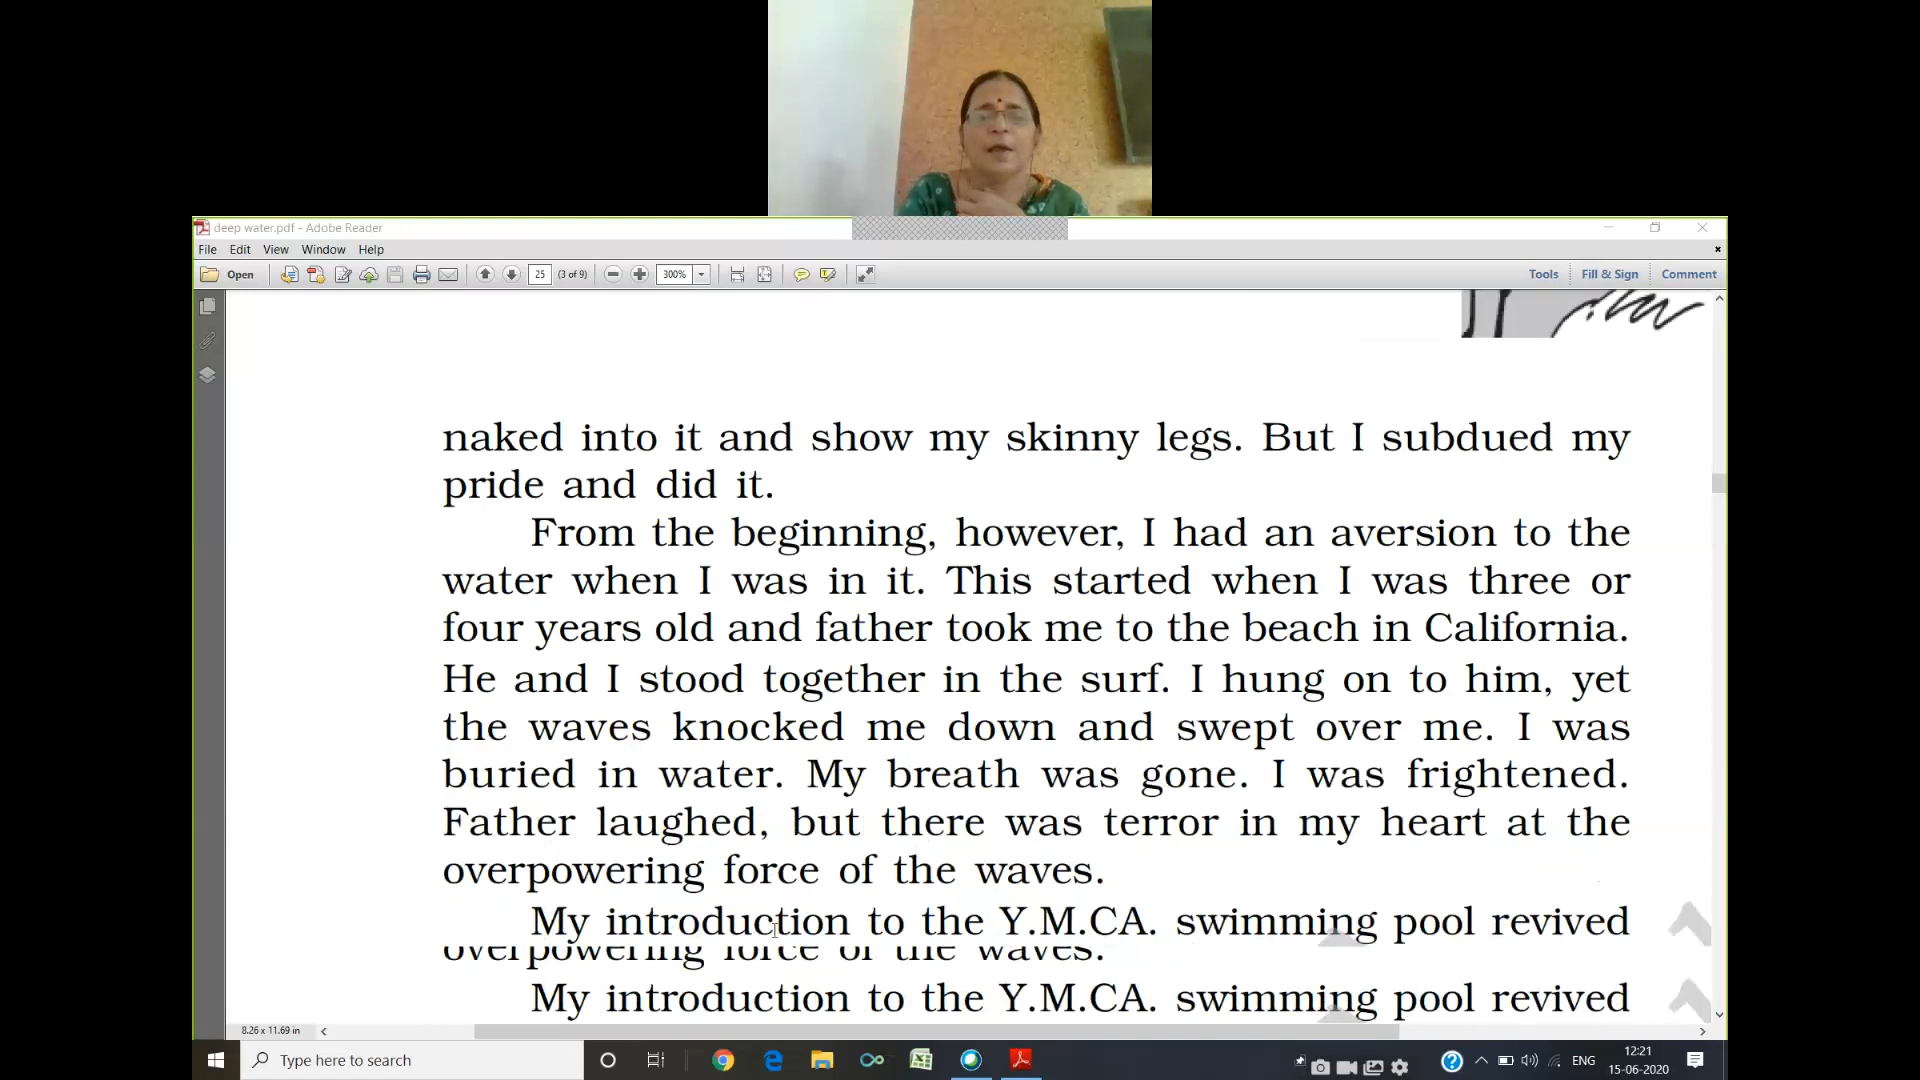 deep water.pdf - Adobe Reader
File Edit View Window Help
Open 25 (3 of 9) 300% Tools Fill & Sign Comment
naked into it and show my skinny legs. But I subdued my
pride and did it.
From the beginning, however, I had an aversion to the
water when I was in it. This started when I was three or
four years old and father took me to the beach in California.
He and I stood together in the surf. I hung on to him, yet
the waves knocked me down and swept over me. I was
buried in water. My breath was gone. I was frightened.
Father laughed, but there was terror in my heart at the
overpowering force of the waves.
My introduction to the Y.M.CA. swimming pool revived
overpowering force of the waves.
My introduction to the Y.M.CA. swimming pool revived
8.26 x 11.69 in
Type here to search
ENG
12:21
15-06-2020